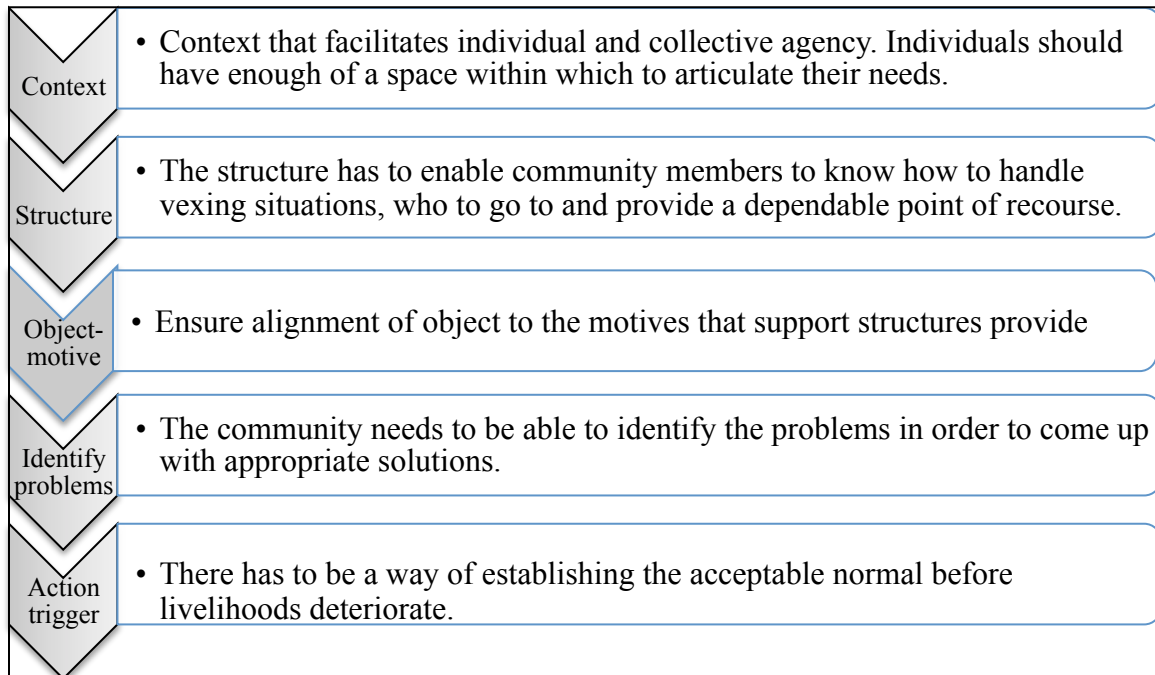 Context
• Context that facilitates individual and collective agency. Individuals should
have enough of a space within which to articulate their needs.
Structure
• The structure has to enable community members to know how to handle
vexing situations, who to go to and provide a dependable point of recourse.
Object-
motive
• Ensure alignment of object to the motives that support structures provide
Identify
problems
• The community needs to be able to identify the problems in order to come up
with appropriate solutions.
Action
trigger
• There has to be a way of establishing the acceptable normal before
livelihoods deteriorate.